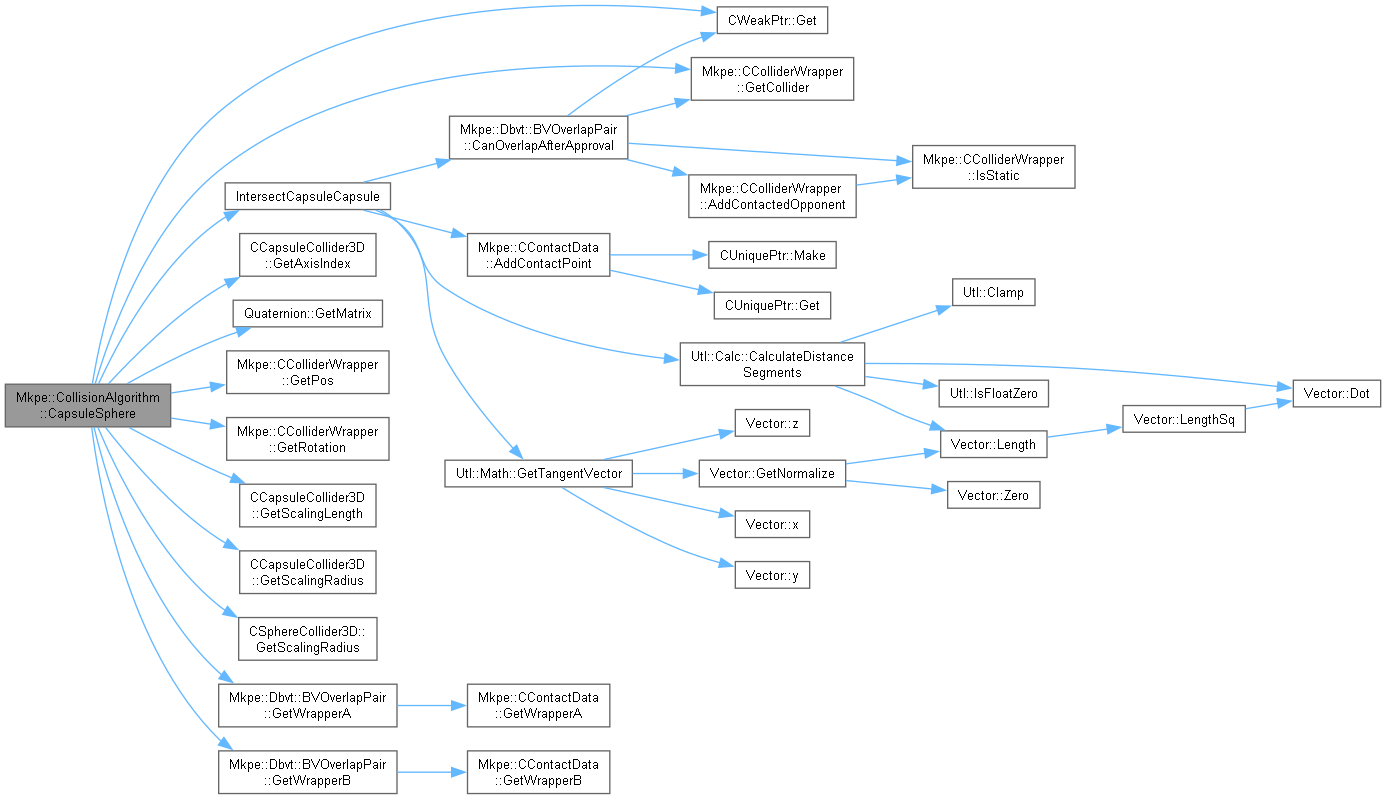 CWeakPtr::Get
Mkpe::CColliderWrapper
::GetCollider
Mkpe::Dbvt::BVOverlapPair
::CanOverlapAfterApproval
Mkpe::CColliderWrapper
::IsStatic
Mkpe::CColliderWrapper
::AddContactedOpponent
IntersectCapsuleCapsule
CCapsuleCollider3D
::GetAxisIndex
Mkpe::CContactData
::AddContactPoint
CUniquePtr::Make
CUniquePtr::Get
Utl::Clamp
Quaternion::GetMatrix
Mkpe::CColliderWrapper
::GetPos
Utl::Calc::CalculateDistance
Segments
Utl::IsFloatZero
Vector::Dot
Mkpe::CollisionAlgorithm
::CapsuleSphere
Vector::LengthSq
Vector::z
Mkpe::CColliderWrapper
::GetRotation
Vector::Length
Utl::Math::GetTangentVector
Vector::GetNormalize
Vector::Zero
CCapsuleCollider3D
::GetScalingLength
Vector::x
CCapsuleCollider3D
::GetScalingRadius
Vector::y
CSphereCollider3D::
GetScalingRadius
Mkpe::Dbvt::BVOverlapPair
::GetWrapperA
Mkpe::CContactData
::GetWrapperA
Mkpe::Dbvt::BVOverlapPair
::GetWrapperB
Mkpe::CContactData
::GetWrapperB